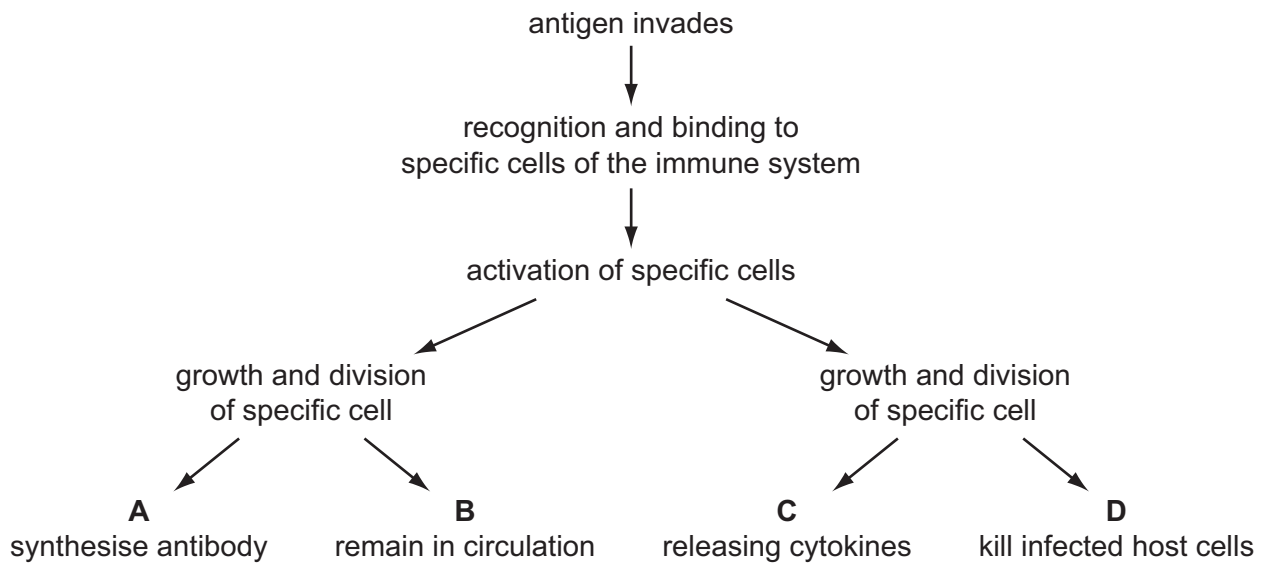 antigen invades
recognition and binding to
specific cells of the immune system
activation of specific cells
growth and division
of specific cell
growth and division
of specific cell
A
synthesise antibody
B
remain in circulation
C
releasing cytokines
D
kill infected host cells